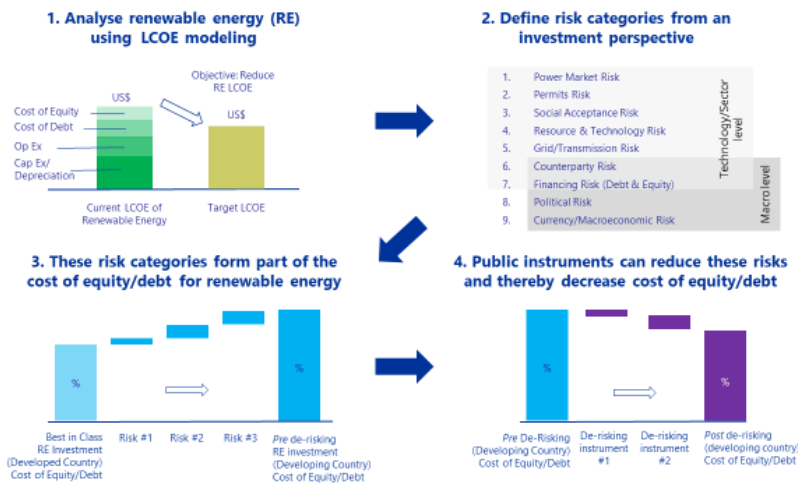 1. Analyse renewable energy (RE)
using LCOE modeling
Objective: Reduce
RE LCOE
US$
US$
Cost of Equity
Cost of Debt
Op Ex
Cap Ex/
Depreciation
Current LCOE of
Renewable Energy
Target LCOE
2. Define risk categories from an
investment perspective
1. Power Market Risk
2. Permits Risk
3. Social Acceptance Risk
4. Resource & Technology Risk
5. Grid/Transmission Risk
6. Counterparty Risk
7. Financing Risk (Debt & Equity)
8. Political Risk
9. Currency/Macroeconomic Risk
Technology/Sector
level
Macro level
3. These risk categories form part of the
cost of equity/debt for renewable energy
%
%
Best in Class
RE Investment
(Developed Country)
Cost of Equity/Debt
Risk #1
Risk #2
Risk #3
Pre de-risking
RE investment
(Developing Country)
Cost of Equity/Debt
4. Public instruments can reduce these risks
and thereby decrease cost of equity/debt
%
%
Pre De-Risking
(Developing Country)
Cost of Equity/Debt
De-risking
instrument
#1
De-risking
instrument
#2
Post de-risking
(developing country)
Cost of Equity/Debt